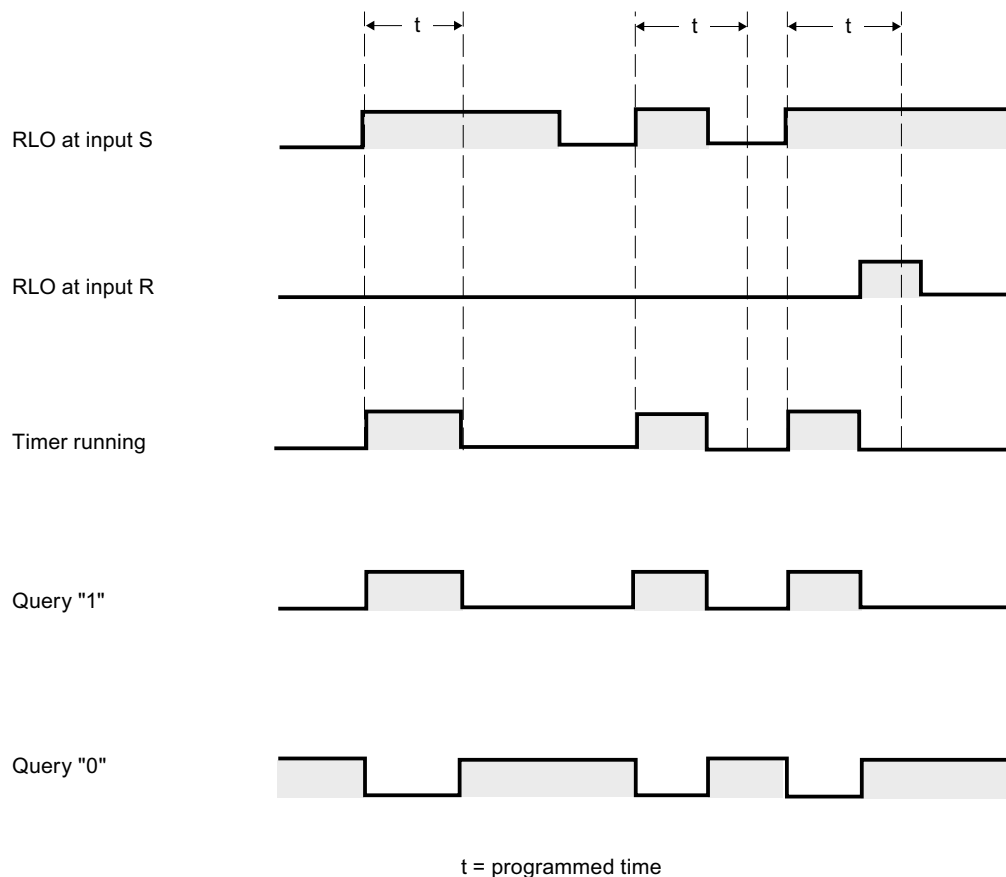 t
t
t
RLO at input S
RLO at input R
Timer running
Query "1"
Query "0"
t = programmed time